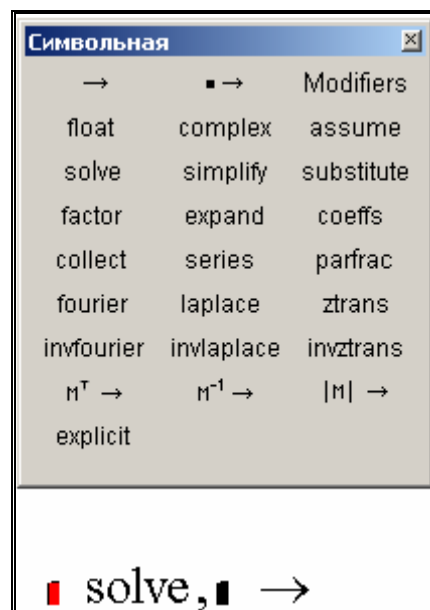 Символьная
→ ▪ → Modifiers
float complex assume
solve simplify substitute
factor expand coeffs
collect series parfrac
fourier laplace ztrans
invfourier invlaplace invztrans
Mᵀ → M⁻¹ → |M| →
explicit
▪ solve,▪ →